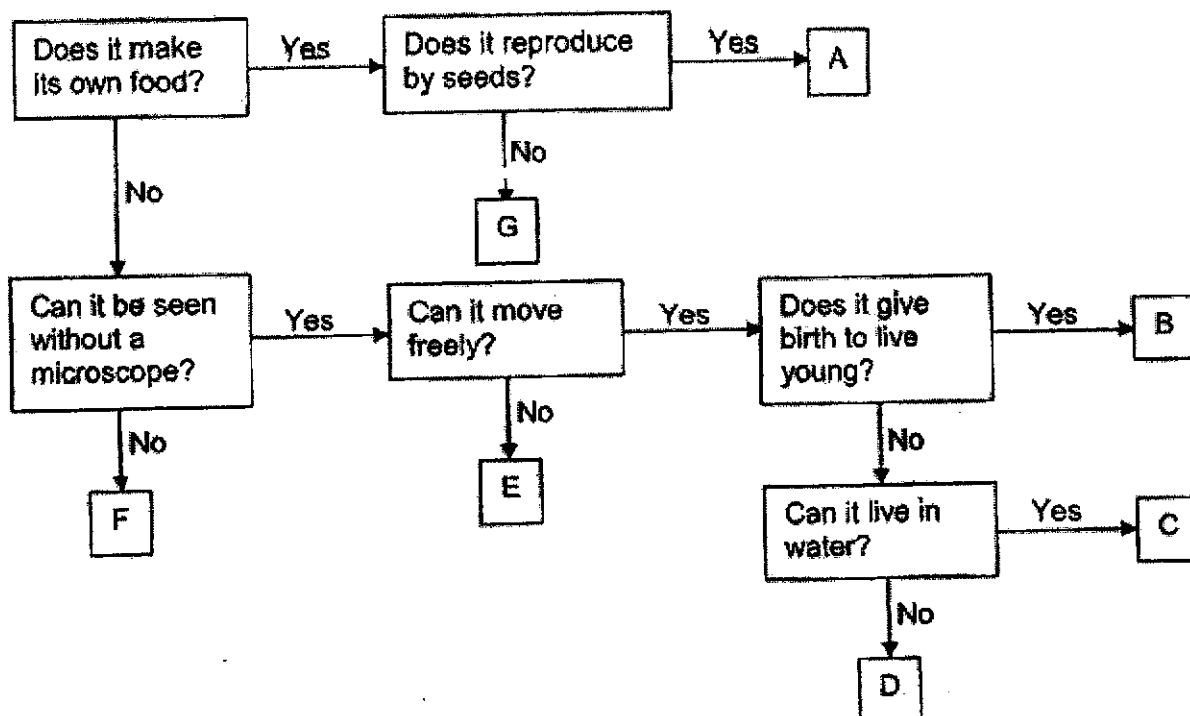 Does it make
its own food?
Yes
Does it reproduce
by seeds?
Yes
A
No
No
G
Can it be seen
without a
microscope?
Yes
Can it move
freely?
Yes
Does it give
birth to live
young?
Yes
B
No
No
No
F
E
Can it live in
water?
Yes
C
No
D